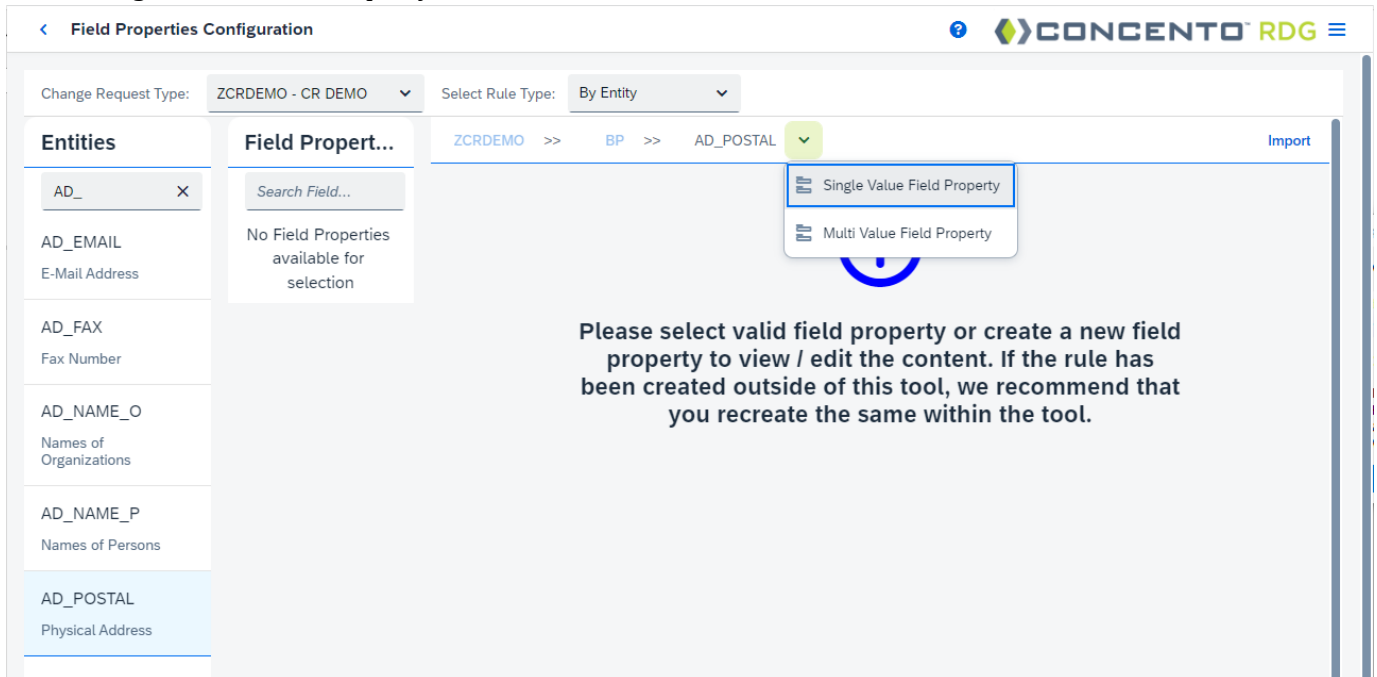 Field Properties Configuration
CONCENTO RDG
Change Request Type:
ZCRDEMO - CR DEMO
Select Rule Type:
By Entity
Entities
Field Propert...
ZCRDEMO >> BP >> AD_POSTAL
Import
AD_
Search Field...
Single Value Field Property
Multi Value Field Property
No Field Properties
available for
selection
AD_EMAIL
E-Mail Address
AD_FAX
Fax Number
AD_NAME_O
Names of
Organizations
AD_NAME_P
Names of Persons
AD_POSTAL
Physical Address
Please select valid field property or create a new field
property to view / edit the content. If the rule has
been created outside of this tool, we recommend that
you recreate the same within the tool.